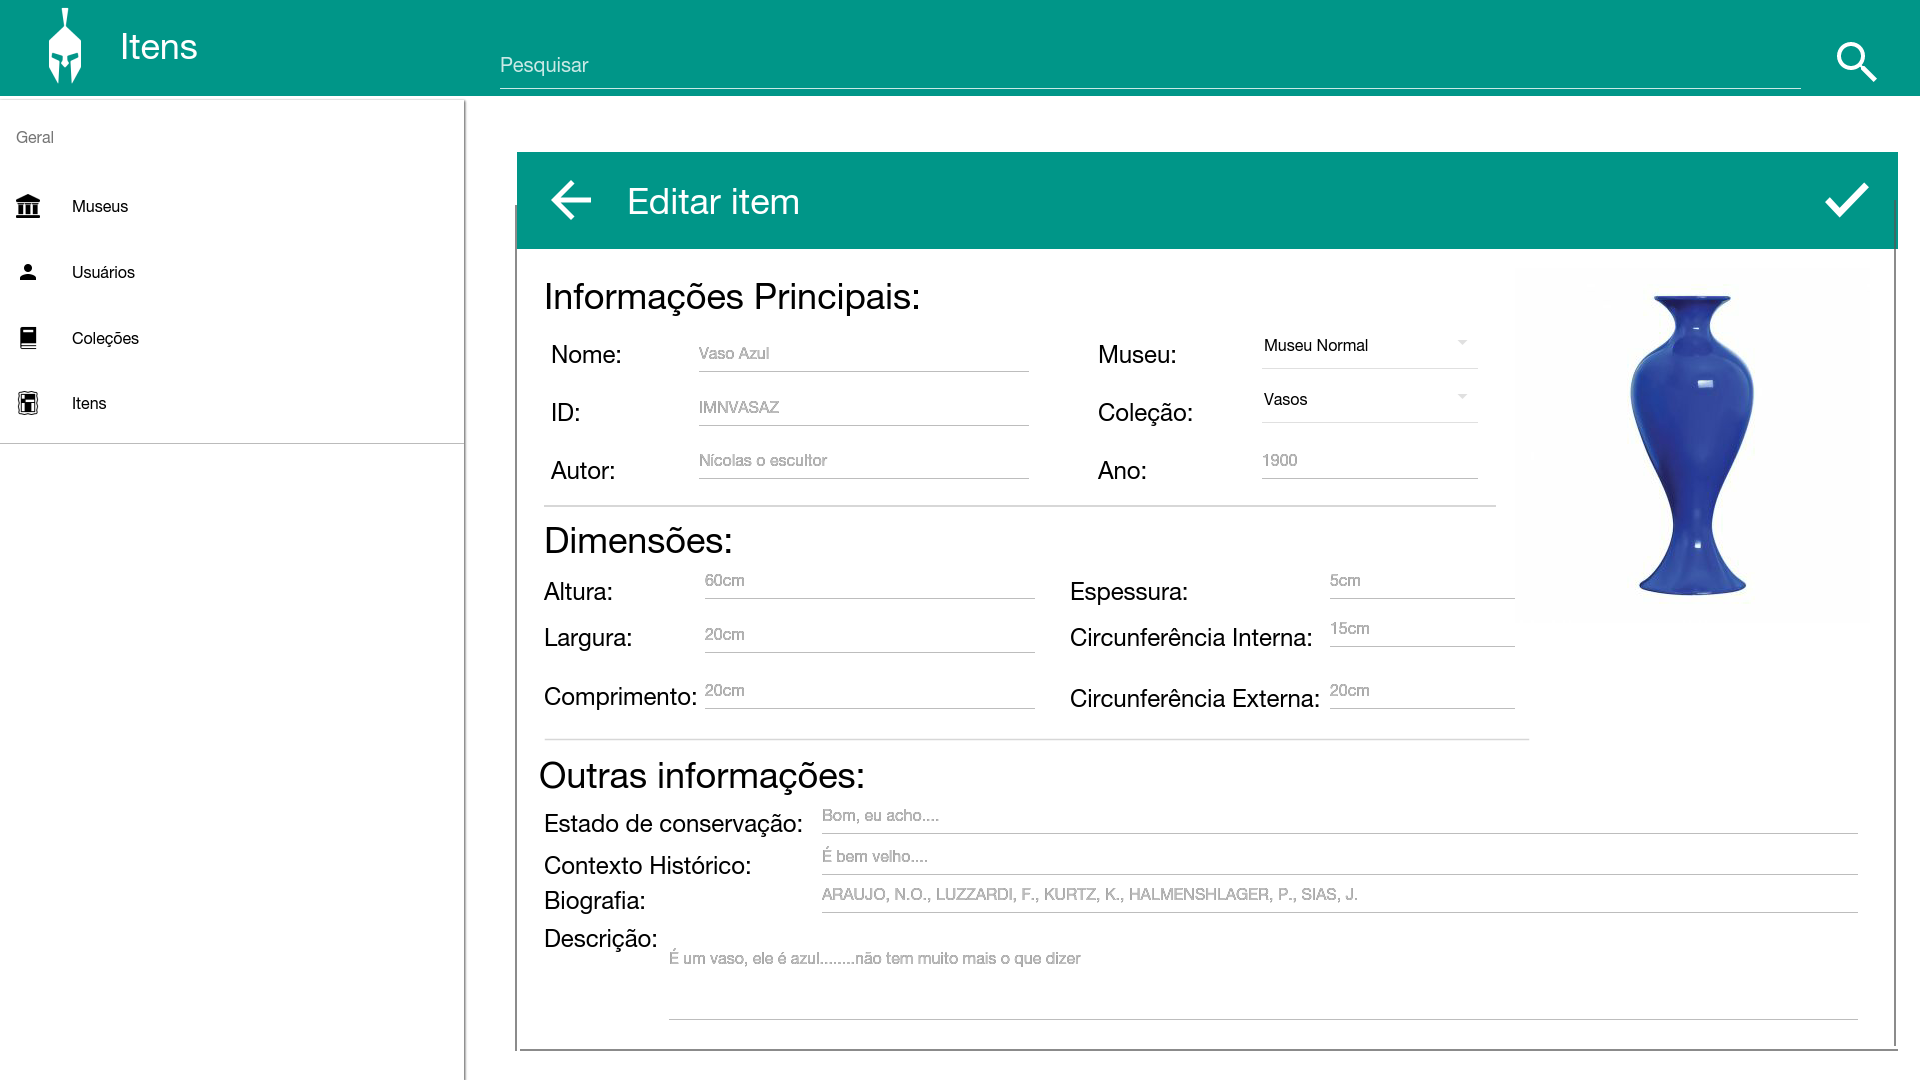 Itens
Pesquisar
Geral
Museus
Usuários
Coleções
Itens
Editar item
Informações Principais:
Nome: Vaso Azul Museu: Museu Normal
ID: IMNVASAZ Coleção: Vasos
Autor: Nícolas o escultor Ano: 1900
Dimensões:
Altura: 60cm Espessura: 5cm
Largura: 20cm Circunferência Interna: 15cm
Comprimento: 20cm Circunferência Externa: 20cm
Outras informações:
Estado de conservação: Bom, eu acho....
Contexto Histórico: É bem velho....
Biografia: ARAUJO, N.O., LUZZARDI, F., KURTZ, K., HALMENSHLAGER, P., SIAS, J.
Descrição: É um vaso, ele é azul........não tem muito mais o que dizer